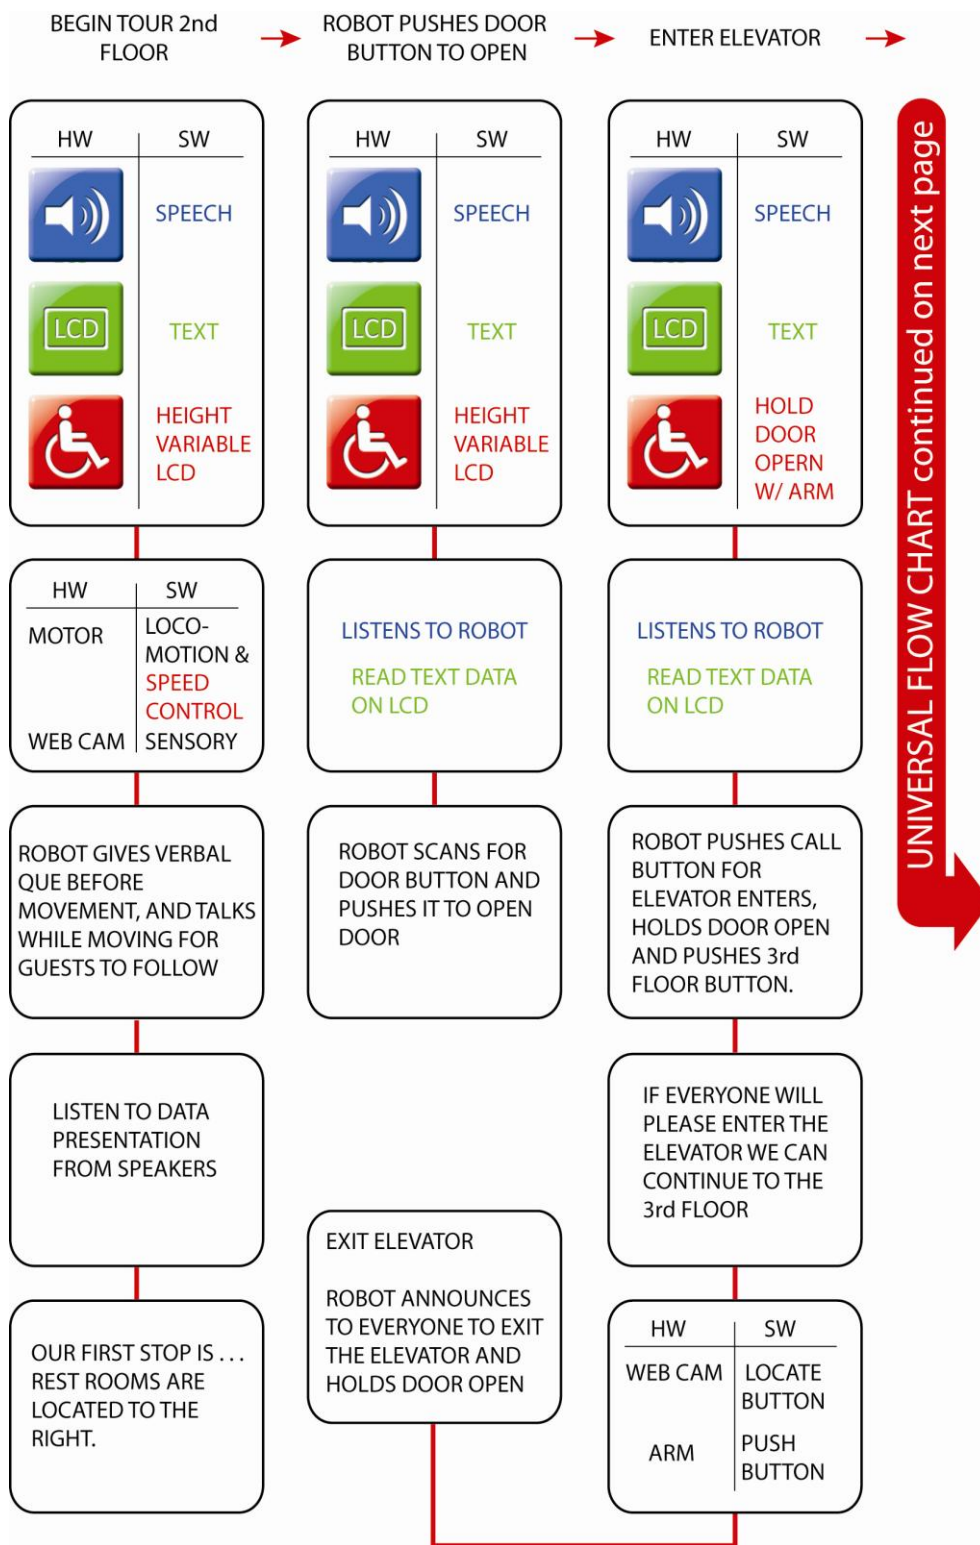 BEGIN TOUR 2nd
FLOOR
ROBOT PUSHES DOOR
BUTTON TO OPEN
ENTER ELEVATOR
HW SW
SPEECH
LCD TEXT
HEIGHT
VARIABLE
LCD
HW SW
SPEECH
LCD TEXT
HEIGHT
VARIABLE
LCD
HW SW
SPEECH
LCD TEXT
HOLD
DOOR
OPERN
W/ ARM
UNIVERSAL FLOW CHART continued on next page
HW SW
MOTOR LOCO-
MOTION &
SPEED
CONTROL
WEB CAM SENSORY
LISTENS TO ROBOT
READ TEXT DATA
ON LCD
LISTENS TO ROBOT
READ TEXT DATA
ON LCD
ROBOT GIVES VERBAL
QUE BEFORE
MOVEMENT, AND TALKS
WHILE MOVING FOR
GUESTS TO FOLLOW
ROBOT SCANS FOR
DOOR BUTTON AND
PUSHES IT TO OPEN
DOOR
ROBOT PUSHES CALL
BUTTON FOR
ELEVATOR ENTERS,
HOLDS DOOR OPEN
AND PUSHES 3rd
FLOOR BUTTON.
LISTEN TO DATA
PRESENTATION
FROM SPEAKERS
IF EVERYONE WILL
PLEASE ENTER THE
ELEVATOR WE CAN
CONTINUE TO THE
3rd FLOOR
OUR FIRST STOP IS . . .
REST ROOMS ARE
LOCATED TO THE
RIGHT.
EXIT ELEVATOR
ROBOT ANNOUNCES
TO EVERYONE TO EXIT
THE ELEVATOR AND
HOLDS DOOR OPEN
HW SW
WEB CAM LOCATE
BUTTON
ARM PUSH
BUTTON